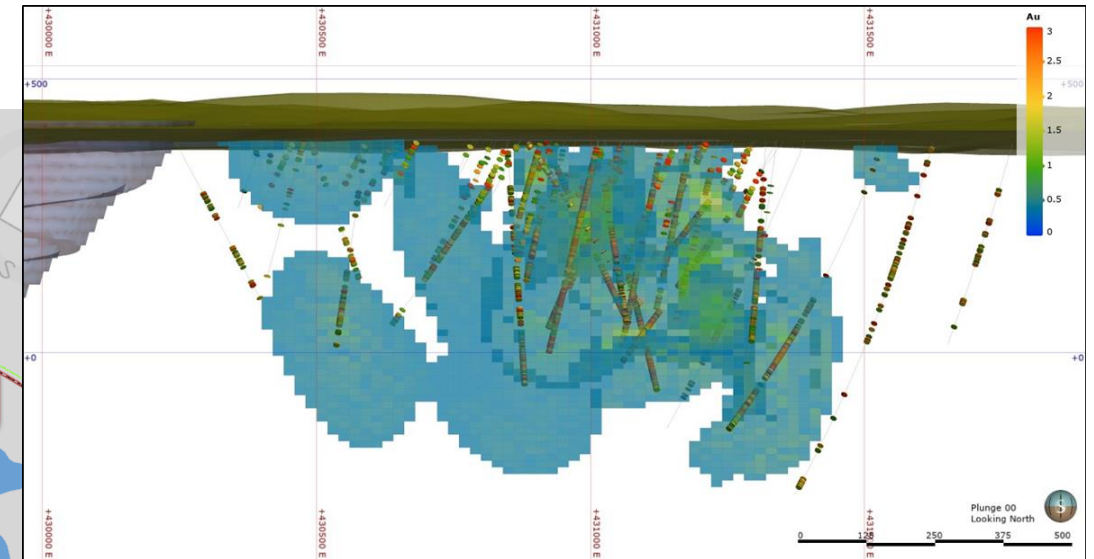 +430000 E
+430500 E
+431000 E
+431500 E
Au
3
2.5
2
1.5
1
0.5
0
+500
+500
+0
+0
S
+430000 E
+430500 E
+431000 E
Plunge 00
Looking North
S
0
125
250
375
500